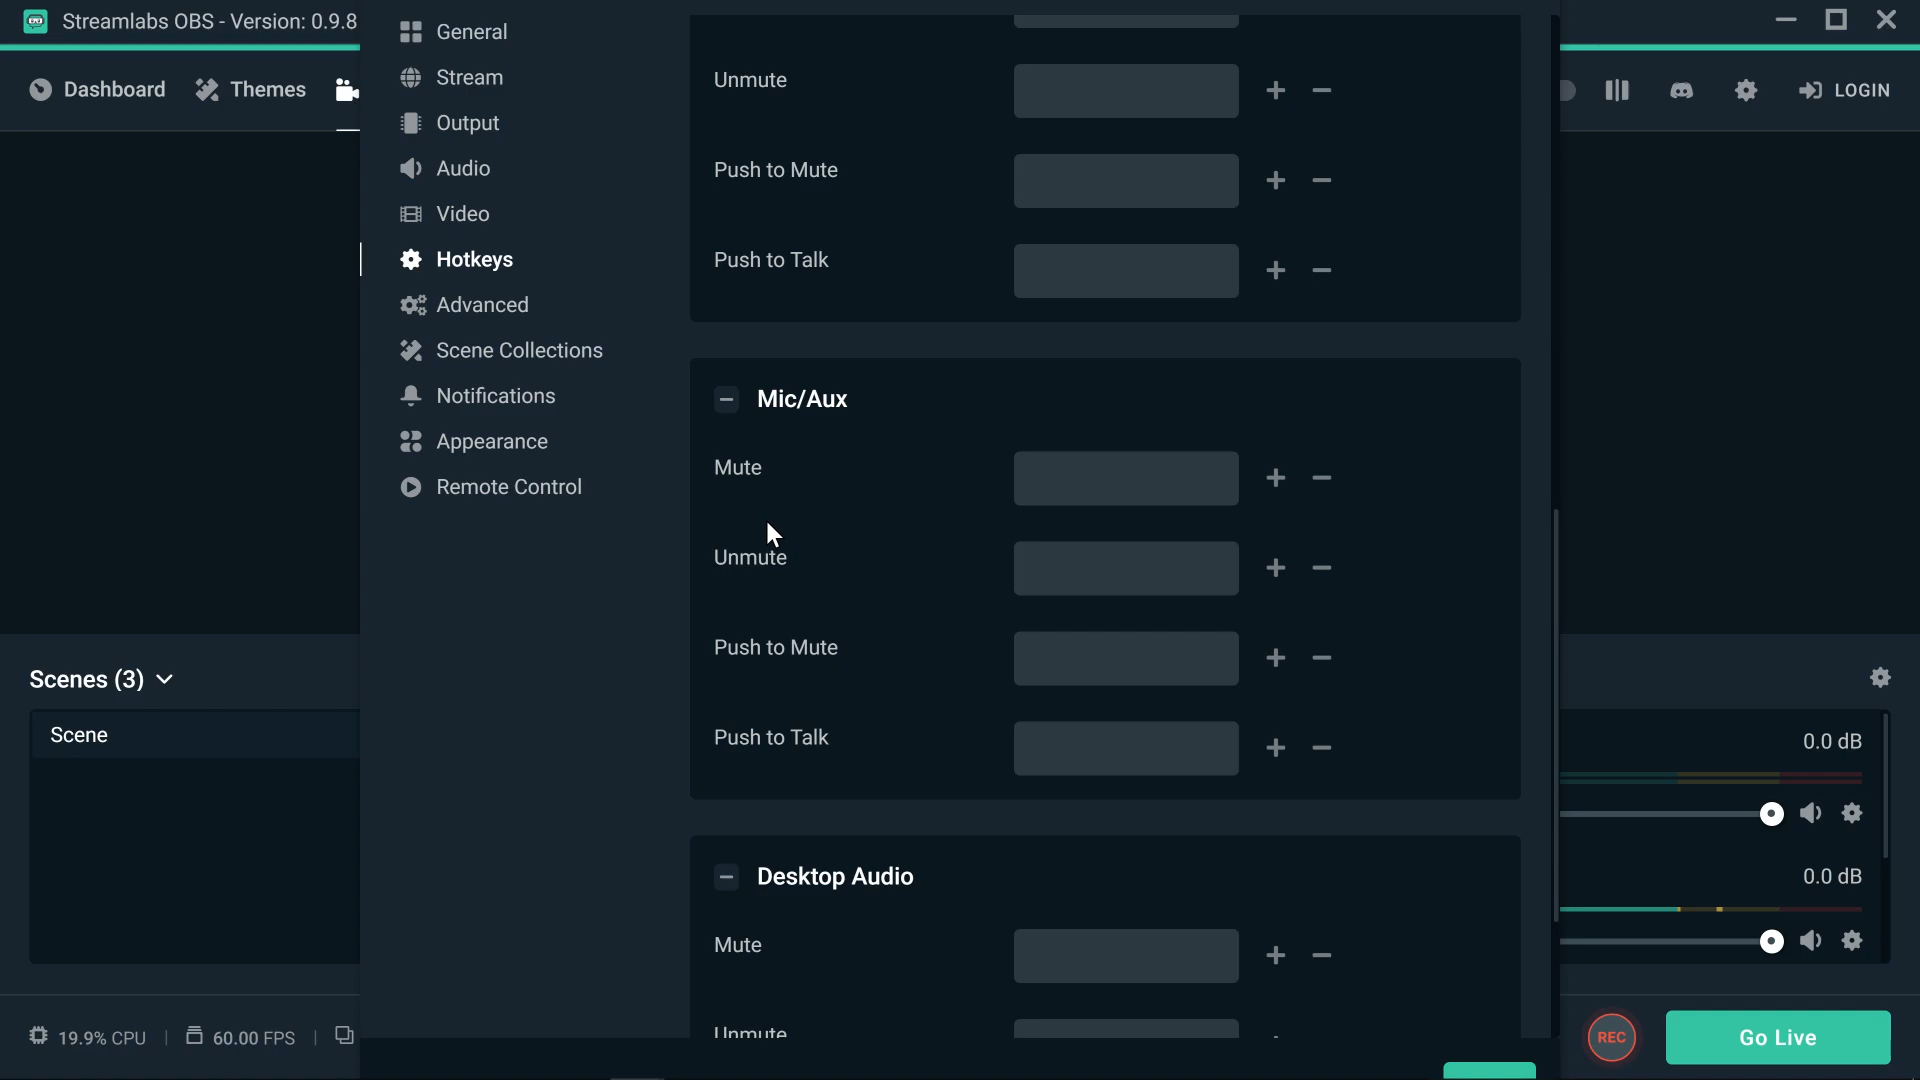 Streamlabs OBS - Version: 0.9.8
Dashboard
Themes
LOGIN
General
Stream
Output
Audio
Video
Hotkeys
Advanced
Scene Collections
Notifications
Appearance
Remote Control
Unmute
Push to Mute
Push to Talk
Mic/Aux
Mute
Unmute
Push to Mute
Push to Talk
Desktop Audio
Mute
Unmute
Scenes (3)
Scene
0.0 dB
0.0 dB
19.9% CPU
60.00 FPS
REC
Go Live